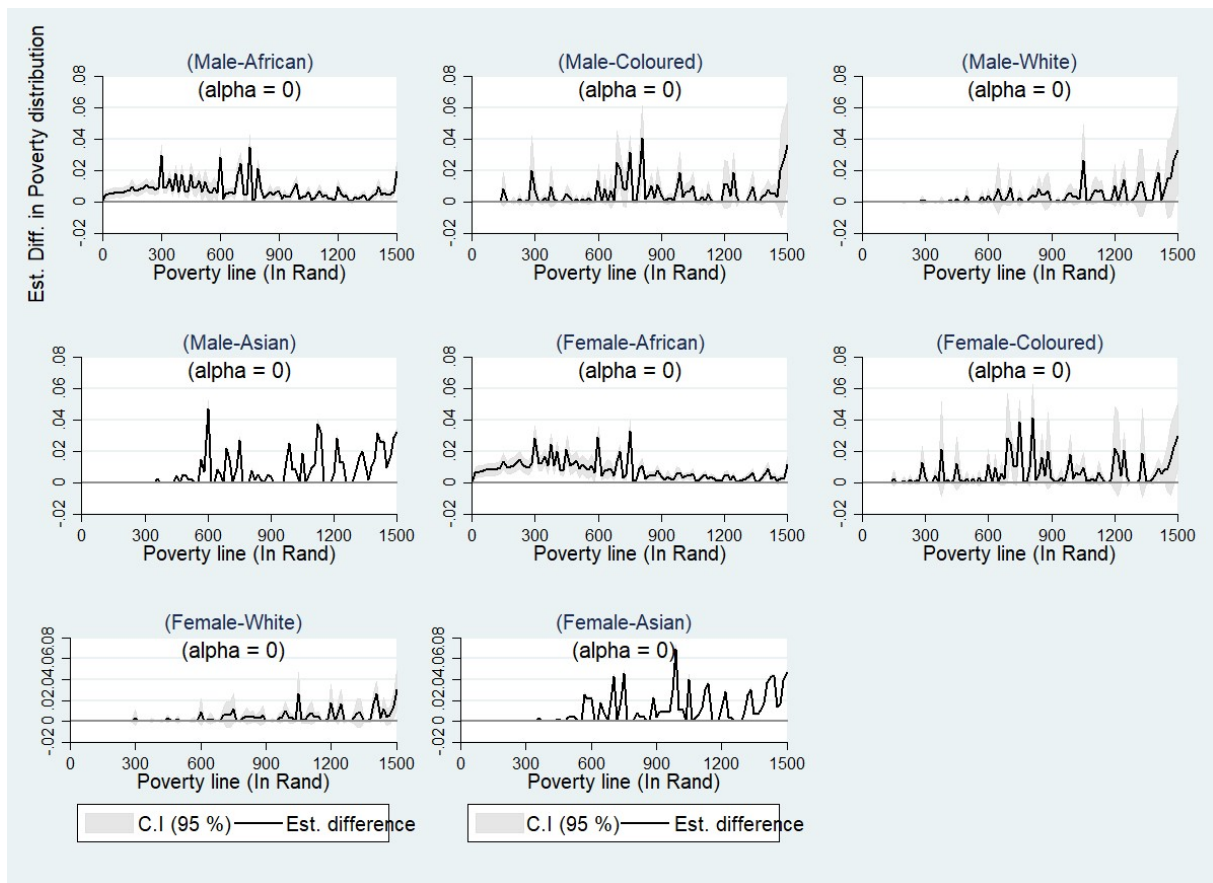 Est. Diff. in Poverty distribution
(Male-African)
(alpha = 0)
-.02 0 .02 .04 .06 .08
0 300 600 900 1200 1500
Poverty line (In Rand)
(Male-Coloured)
(alpha = 0)
-.02 0 .02 .04 .06 .08
0 300 600 900 1200 1500
Poverty line (In Rand)
(Male-White)
(alpha = 0)
-.02 0 .02 .04 .06 .08
0 300 600 900 1200 1500
Poverty line (In Rand)
(Male-Asian)
(alpha = 0)
-.02 0 .02 .04 .06 .08
0 300 600 900 1200 1500
Poverty line (In Rand)
(Female-African)
(alpha = 0)
-.02 0 .02 .04 .06 .08
0 300 600 900 1200 1500
Poverty line (In Rand)
(Female-Coloured)
(alpha = 0)
-.02 0 .02 .04 .06 .08
0 300 600 900 1200 1500
Poverty line (In Rand)
(Female-White)
(alpha = 0)
-.02 0 .02 .04 .06 .08
0 300 600 900 1200 1500
Poverty line (In Rand)
C.I (95 %) Est. difference
(Female-Asian)
(alpha = 0)
-.02 0 .02 .04 .06 .08
0 300 600 900 1200 1500
Poverty line (In Rand)
C.I (95 %) Est. difference